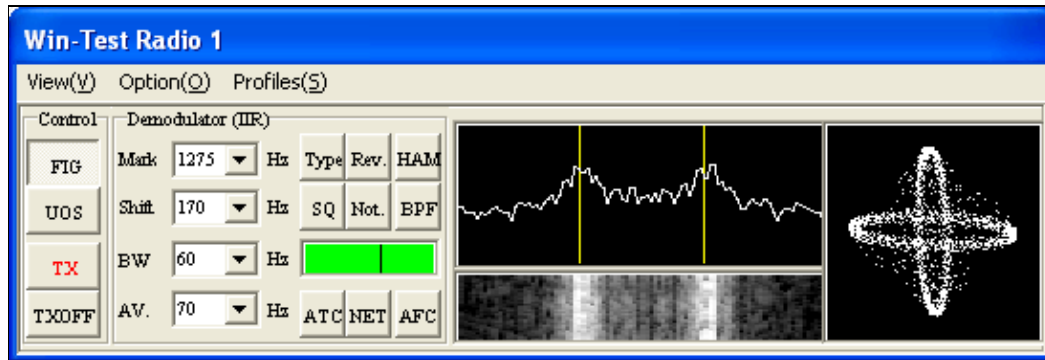 Win-Test Radio 1
View(V) Option(O) Profiles(S)
Control Demodulator (IIR)
FIG Mark 1275 Hz Type Rev. HAM
UOS Shift 170 Hz SQ Not. BPF
TX BW 60 Hz
TXOFF AV. 70 Hz ATC NET AFC